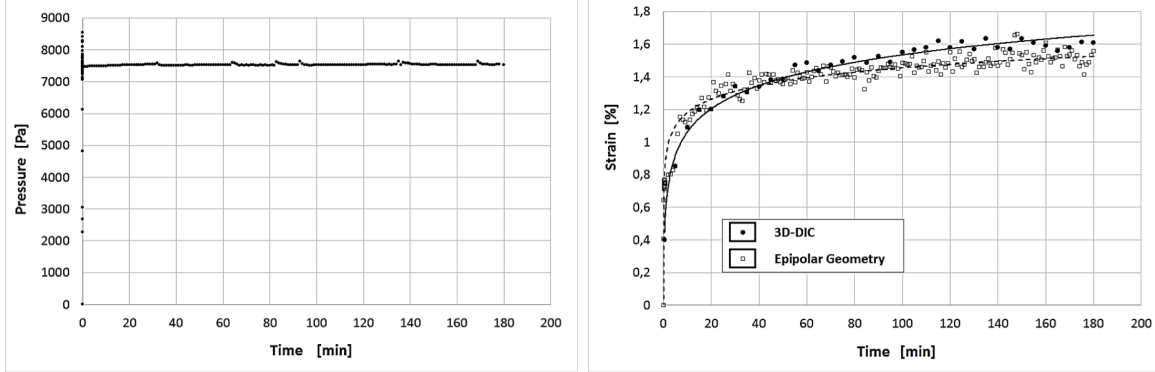 9000
8000
7000
6000
5000
4000
3000
2000
1000
0
Pressure [Pa]
0 20 40 60 80 100 120 140 160 180 200
Time [min]
1,8
1,6
1,4
1,2
1
0,8
0,6
0,4
0,2
0
Strain [%]
3D-DIC
Epipolar Geometry
0 20 40 60 80 100 120 140 160 180 200
Time [min]